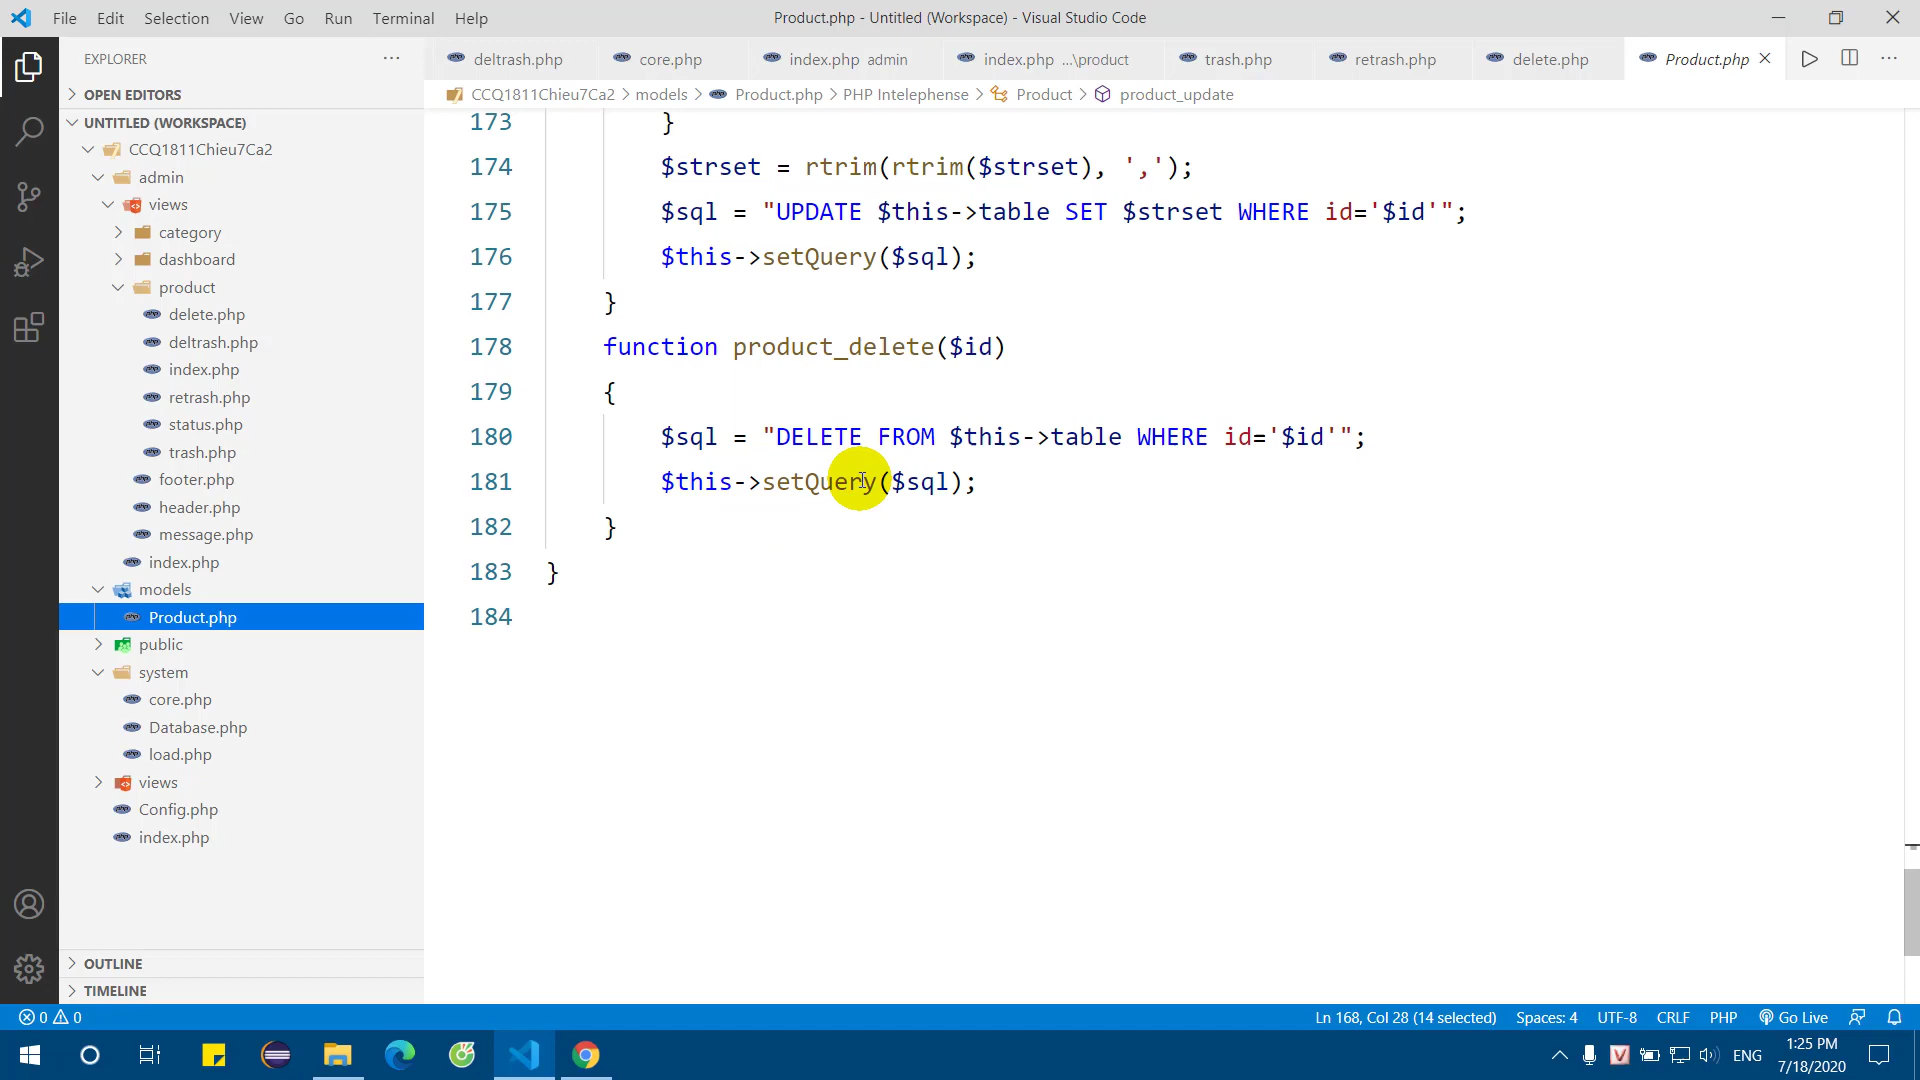 File Edit Selection View Go Run Terminal Help
Product.php - Untitled (Workspace) - Visual Studio Code
EXPLORER
OPEN EDITORS
UNTITLED (WORKSPACE)
CCQ1811Chieu7Ca2
admin
views
category
dashboard
product
delete.php
deltrash.php
index.php
retrash.php
status.php
trash.php
footer.php
header.php
message.php
index.php
models
Product.php
public
system
core.php
Database.php
load.php
views
Config.php
index.php
OUTLINE
TIMELINE
deltrash.php core.php index.php admin index.php ...\product trash.php retrash.php delete.php Product.php
CCQ1811Chieu7Ca2 > models > Product.php > PHP Intelephense > Product > product_update
173 }
174 $strset = rtrim(rtrim($strset), ',');
175 $sql = "UPDATE $this->table SET $strset WHERE id='$id'";
176 $this->setQuery($sql);
177 }
178 function product_delete($id)
179 {
180 $sql = "DELETE FROM $this->table WHERE id='$id'";
181 $this->setQuery($sql);
182 }
183 }
184
0 0
Ln 168, Col 28 (14 selected) Spaces: 4 UTF-8 CRLF PHP Go Live
ENG
1:25 PM
7/18/2020